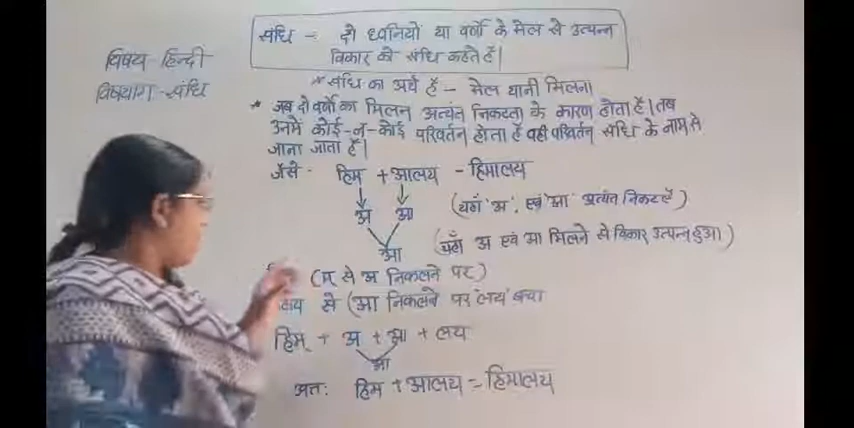 विषय - हिन्दी
विषयांग - संधि
संधि - दो ध्वनियों या वर्णों के मेल से उत्पन्न
विकार को संधि कहते हैं।
* संधि का अर्थ है - मेल यानी मिलना
* जब दो वर्णों का मिलन अत्यंत निकटता के कारण होता है। तब
उनमें कोई-न-कोई परिवर्तन होता है वही परिवर्तन संधि के नाम से
जाना जाता है।
जैसे - हिम + आलय - हिमालय
अ आ (यहाँ 'अ', एवं 'आ' अत्यंत निकट हैं)
आ (यहाँ अ एवं आ मिलने से विकार उत्पन्न हुआ)
(म से अ निकलने पर)
लय से (आ निकलने पर 'लय' बचा
हिम् + अ + आ + लय
आ
अतः हिम + आलय = हिमालय